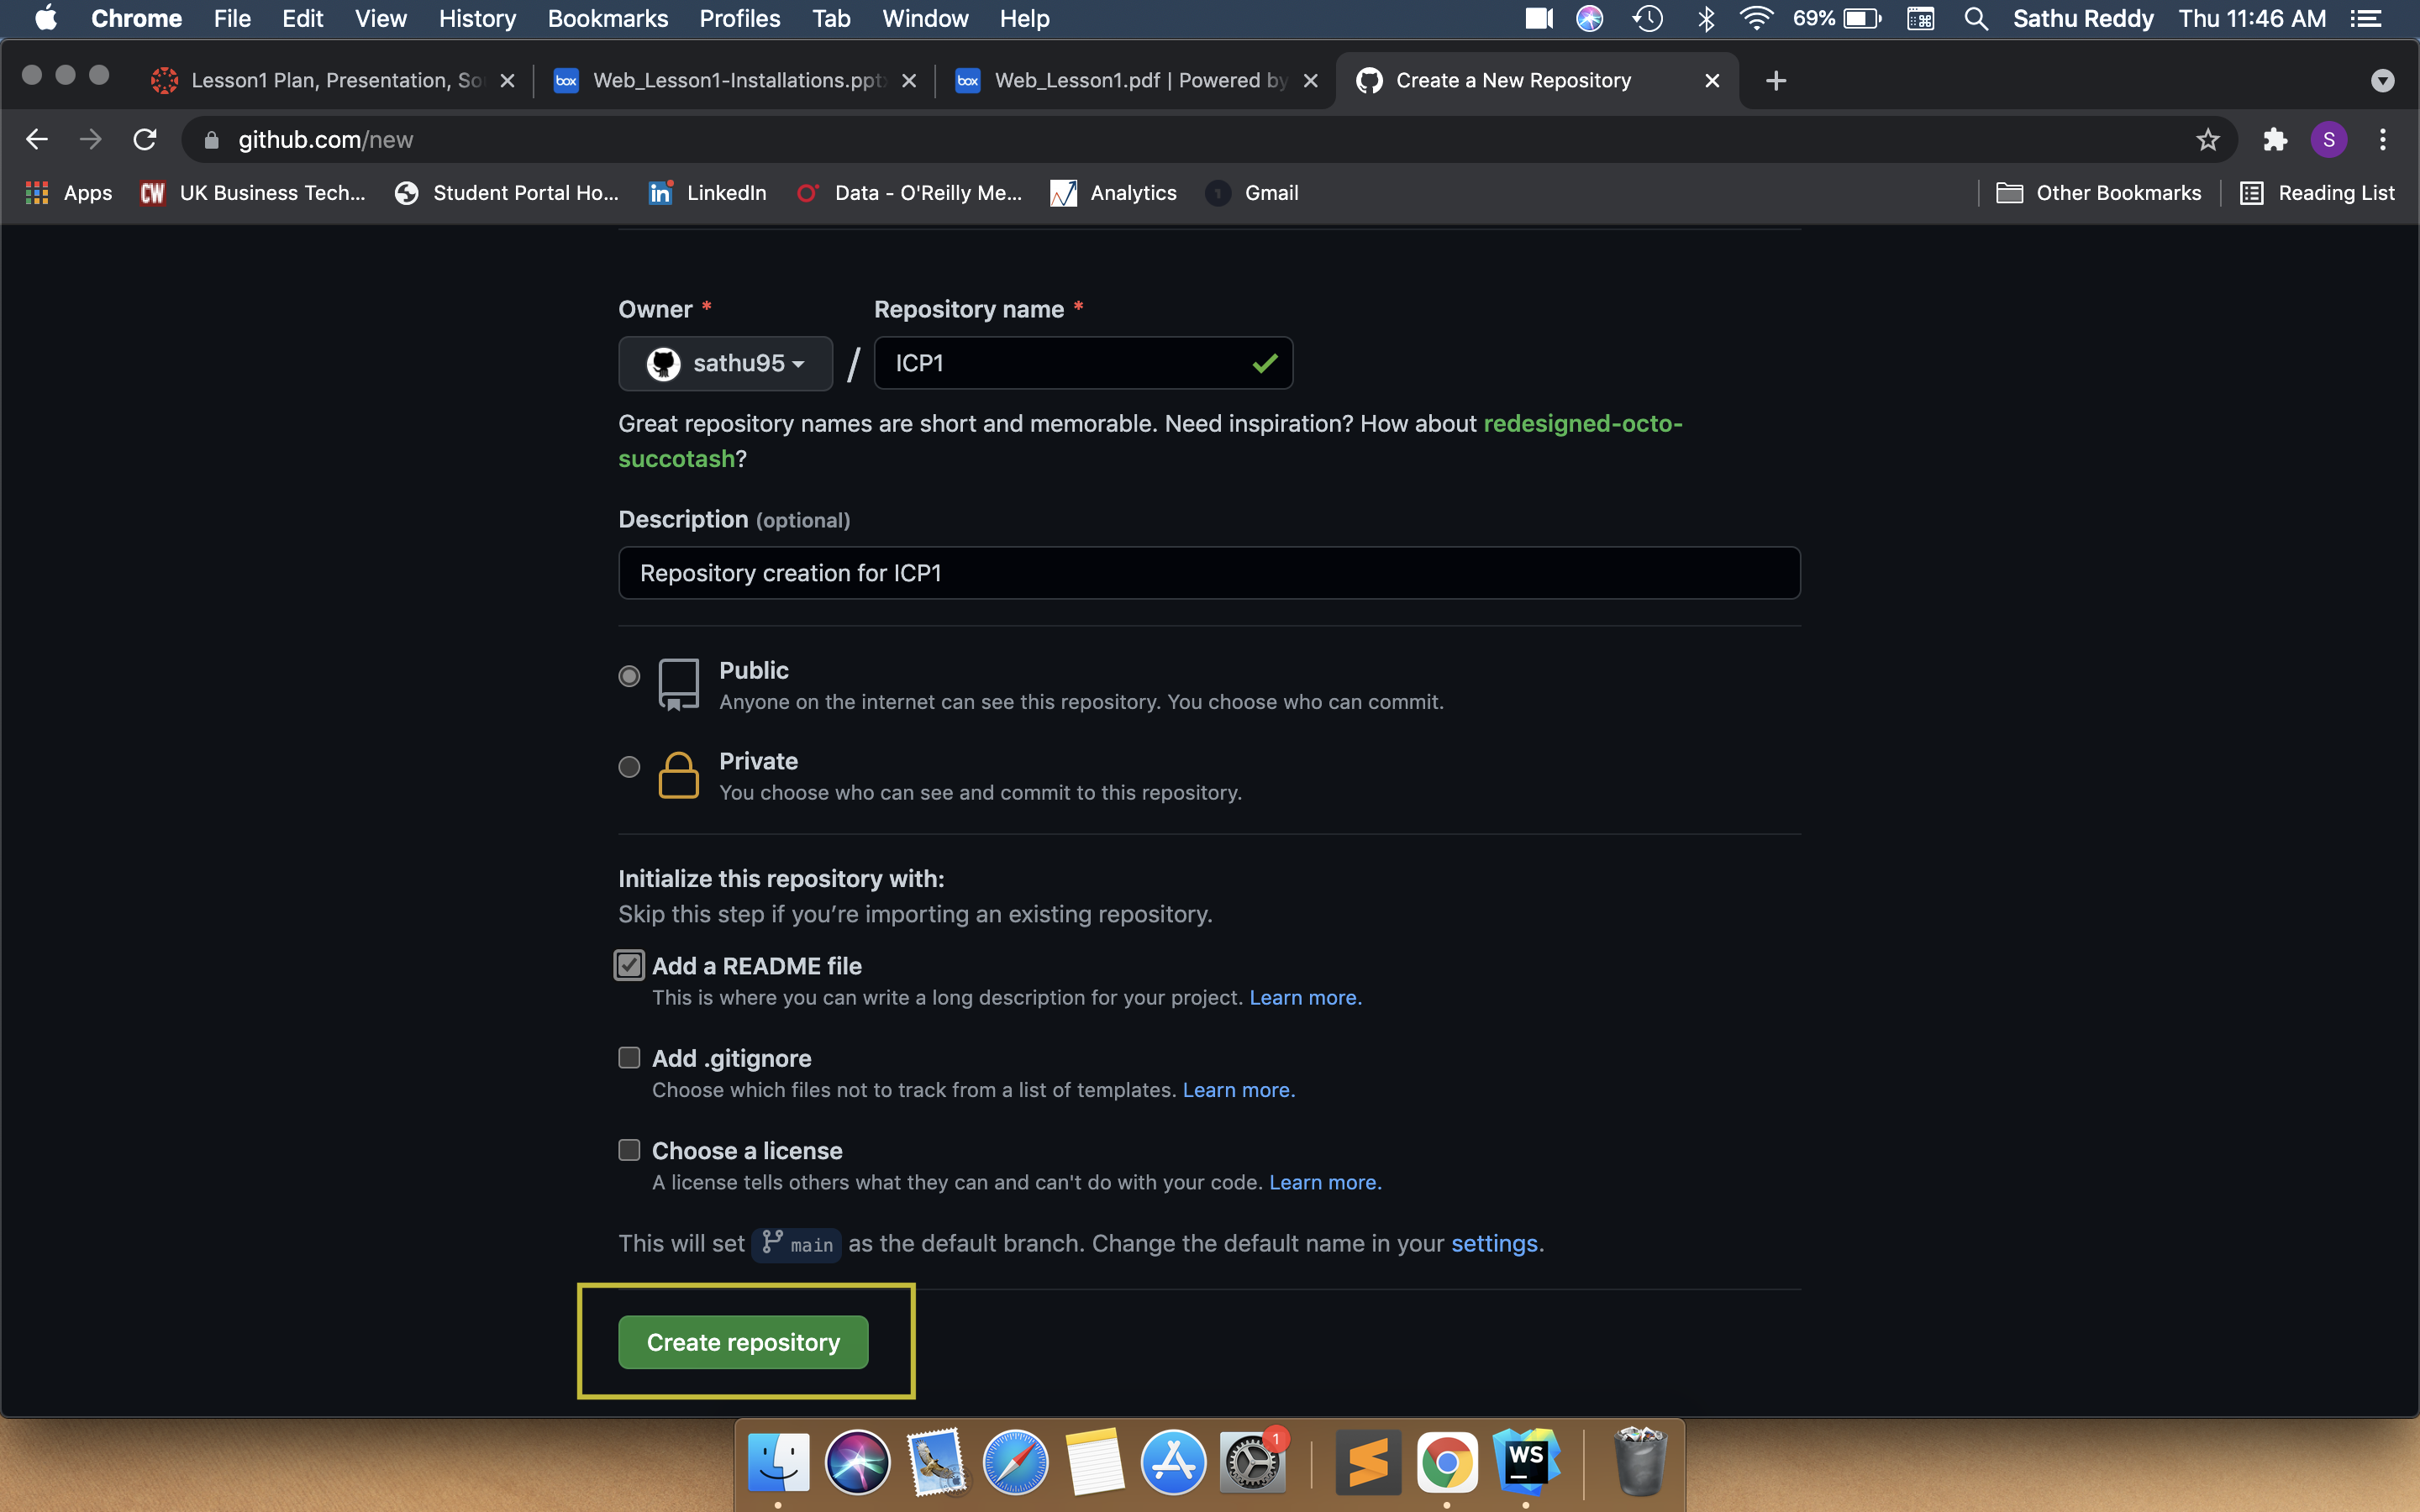 Chrome File Edit View History Bookmarks Profiles Tab Window Help 69% Sathu Reddy Thu 11:46 AM
Lesson1 Plan, Presentation, So box Web_Lesson1-Installations.ppt box Web_Lesson1.pdf | Powered by Create a New Repository
github.com/new S
Apps CW UK Business Tech... Student Portal Ho... in LinkedIn Data - O'Reilly Me... Analytics 1 Gmail Other Bookmarks Reading List
Owner * Repository name *
sathu95 / ICP1
Great repository names are short and memorable. Need inspiration? How about redesigned-octo-
succotash?
Description (optional)
Repository creation for ICP1
Public
Anyone on the internet can see this repository. You choose who can commit.
Private
You choose who can see and commit to this repository.
Initialize this repository with:
Skip this step if you’re importing an existing repository.
Add a README file
This is where you can write a long description for your project. Learn more.
Add .gitignore
Choose which files not to track from a list of templates. Learn more.
Choose a license
A license tells others what they can and can't do with your code. Learn more.
This will set main as the default branch. Change the default name in your settings.
Create repository
1 WS